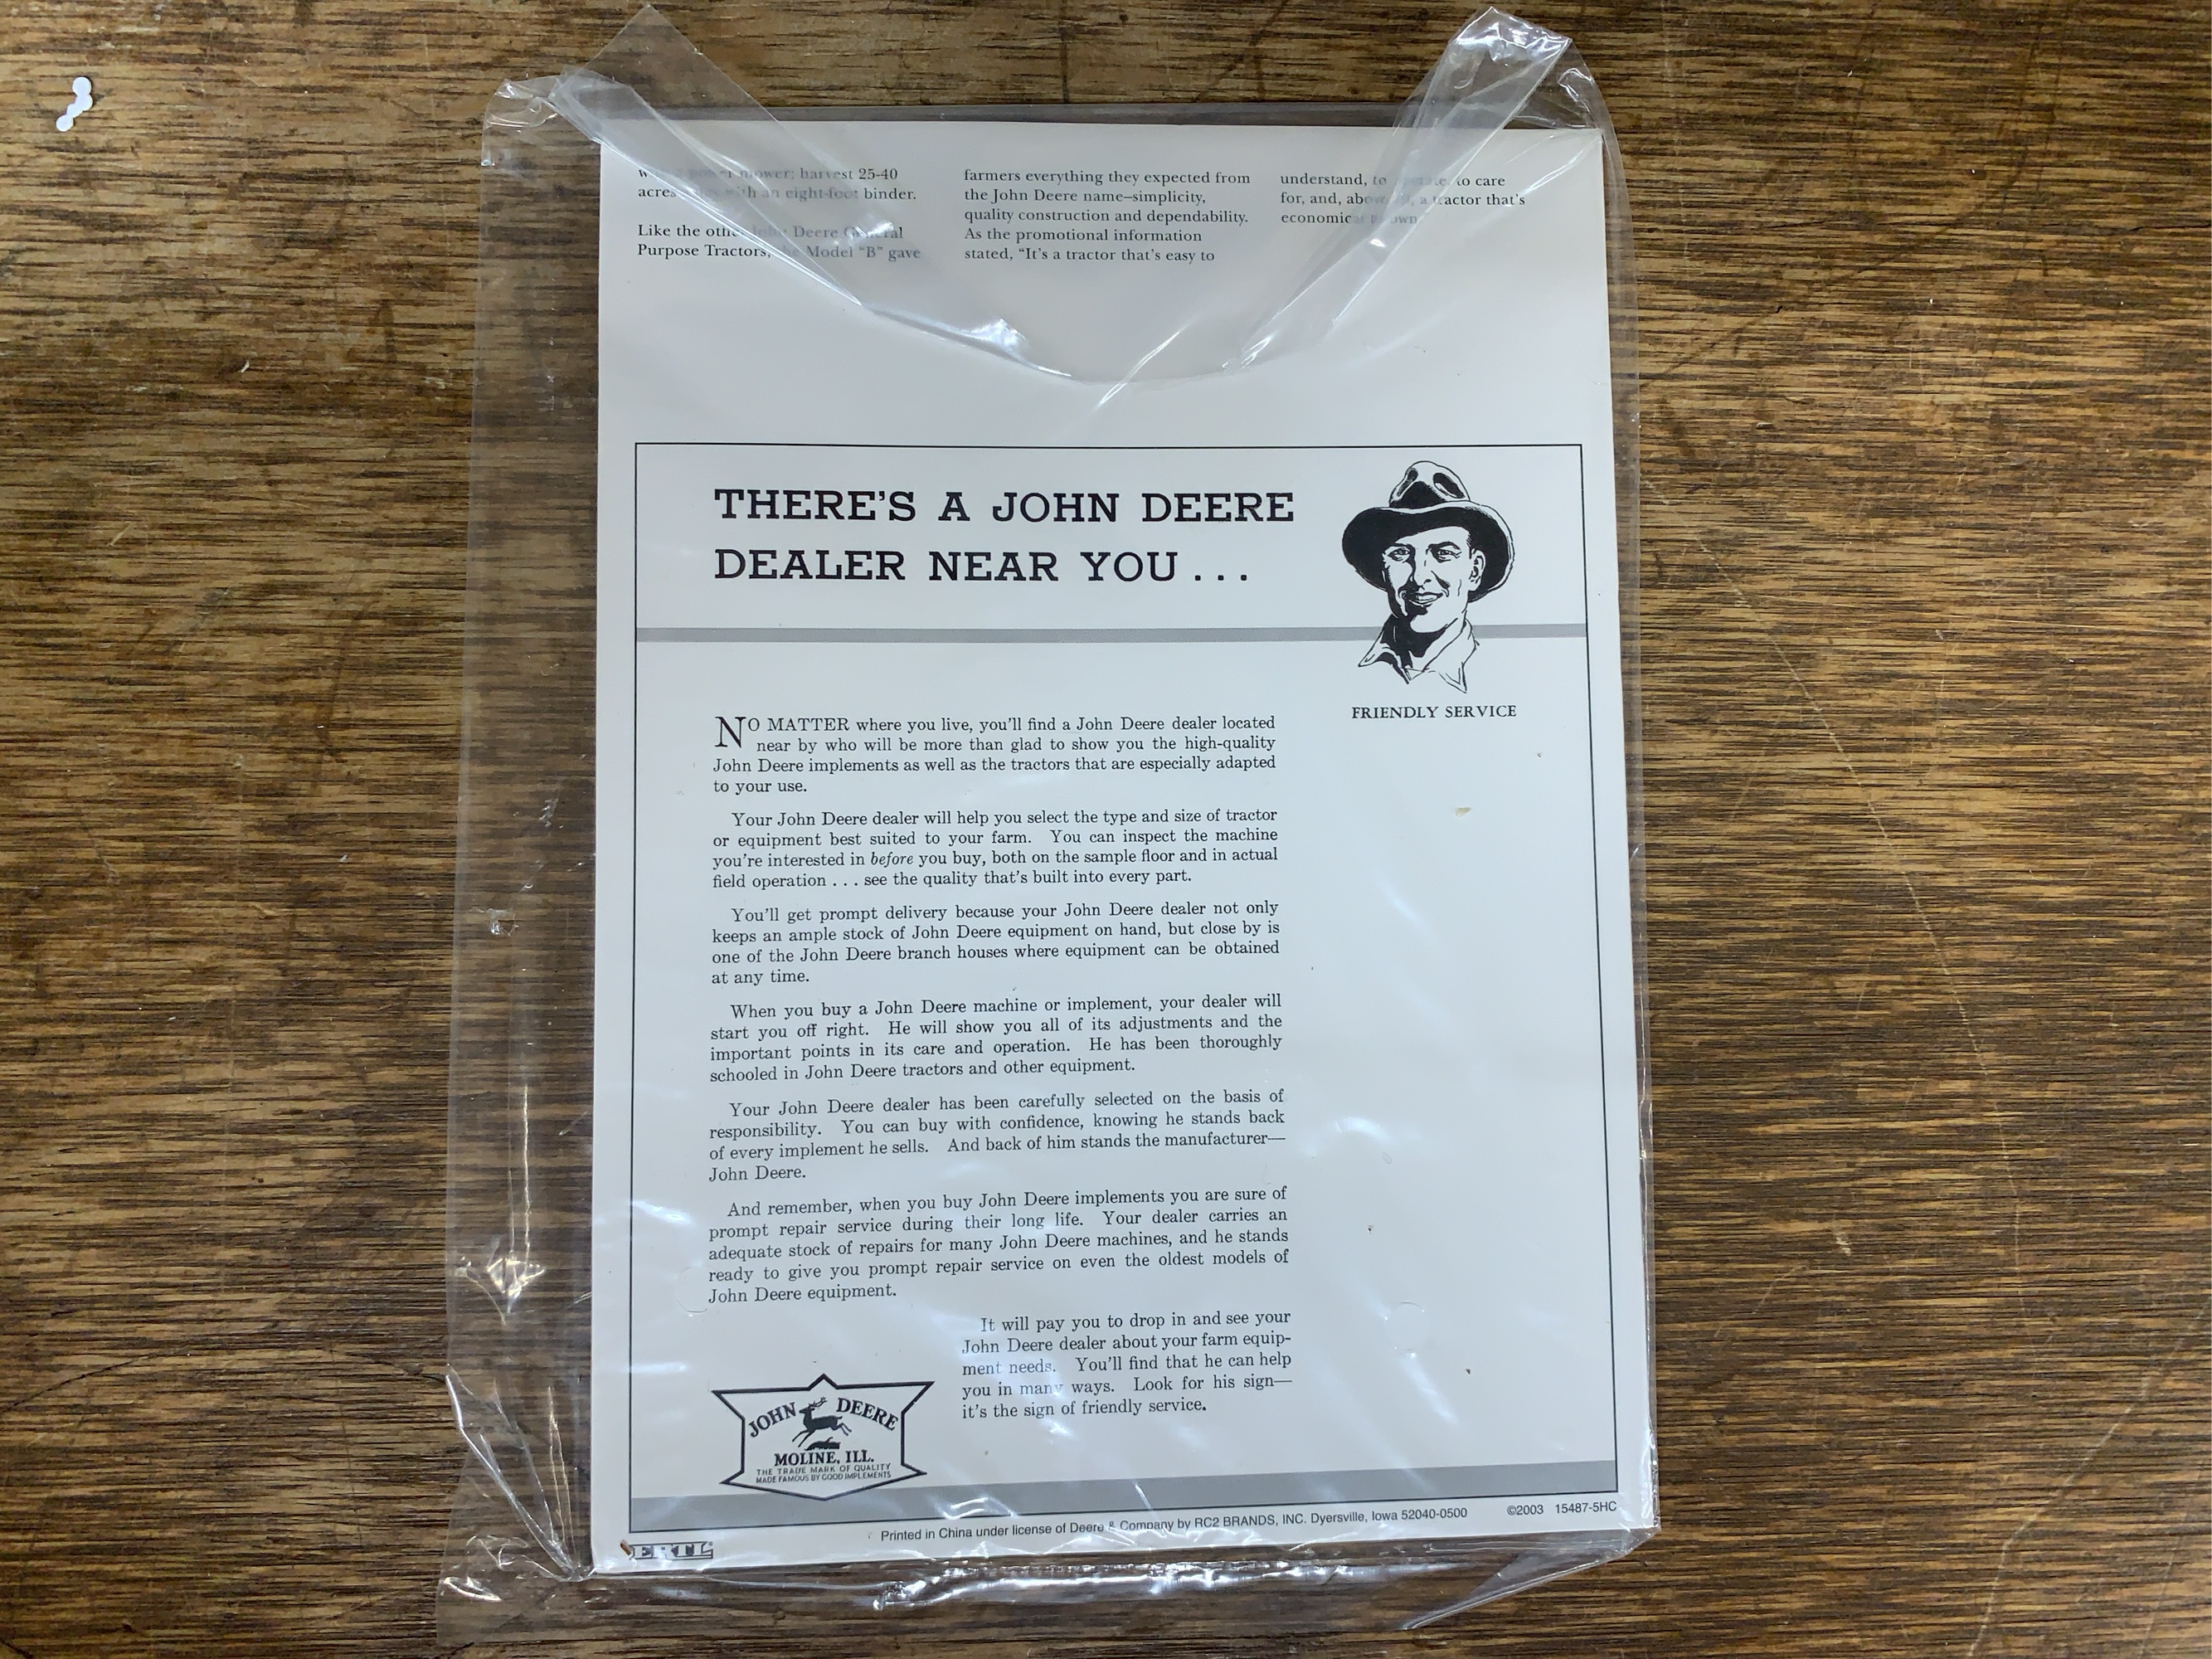 power mower; harvest 25-40
acres with an eight-foot binder.
Like the other John Deere General
Purpose Tractors, the Model “B” gave
farmers everything they expected from
the John Deere name–simplicity,
quality construction and dependability.
As the promotional information
stated, “It's a tractor that's easy to
understand, to operate, to care
for, and, above all, a tractor that's
economical to own.
THERE'S A JOHN DEERE
DEALER NEAR YOU . . .
FRIENDLY SERVICE
NO MATTER where you live, you'll find a John Deere dealer located
near by who will be more than glad to show you the high-quality
John Deere implements as well as the tractors that are especially adapted
to your use.
Your John Deere dealer will help you select the type and size of tractor
or equipment best suited to your farm. You can inspect the machine
you're interested in before you buy, both on the sample floor and in actual
field operation . . . see the quality that's built into every part.
You'll get prompt delivery because your John Deere dealer not only
keeps an ample stock of John Deere equipment on hand, but close by is
one of the John Deere branch houses where equipment can be obtained
at any time.
When you buy a John Deere machine or implement, your dealer will
start you off right. He will show you all of its adjustments and the
important points in its care and operation. He has been thoroughly
schooled in John Deere tractors and other equipment.
Your John Deere dealer has been carefully selected on the basis of
responsibility. You can buy with confidence, knowing he stands back
of every implement he sells. And back of him stands the manufacturer—
John Deere.
And remember, when you buy John Deere implements you are sure of
prompt repair service during their long life. Your dealer carries an
adequate stock of repairs for many John Deere machines, and he stands
ready to give you prompt repair service on even the oldest models of
John Deere equipment.
It will pay you to drop in and see your
John Deere dealer about your farm equip-
ment needs. You'll find that he can help
you in many ways. Look for his sign—
it's the sign of friendly service.
JOHN DEERE
MOLINE, ILL.
THE TRADE MARK OF QUALITY
MADE FAMOUS BY GOOD IMPLEMENTS
Printed in China under license of Deere & Company by RC2 BRANDS, INC. Dyersville, Iowa 52040-0500 ©2003 15487-5HC
ERTL